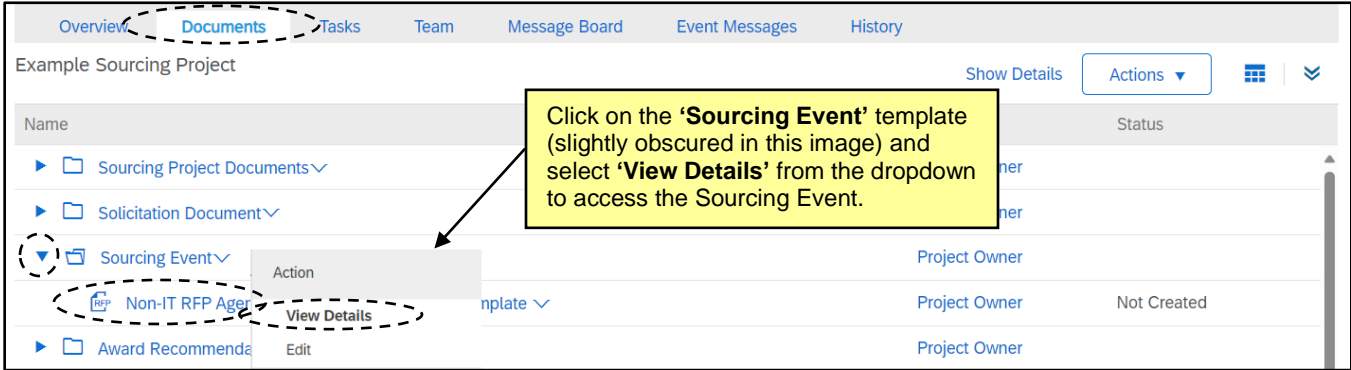 Overview Documents Tasks Team Message Board Event Messages History
Example Sourcing Project Show Details Actions
Name Status
Click on the ‘Sourcing Event’ template
(slightly obscured in this image) and
select ‘View Details’ from the dropdown
to access the Sourcing Event.
Sourcing Project Documents
Solicitation Document
Sourcing Event Project Owner
Action
RFP Non-IT RFP Project Owner Not Created
View Details
Edit
Award Project Owner